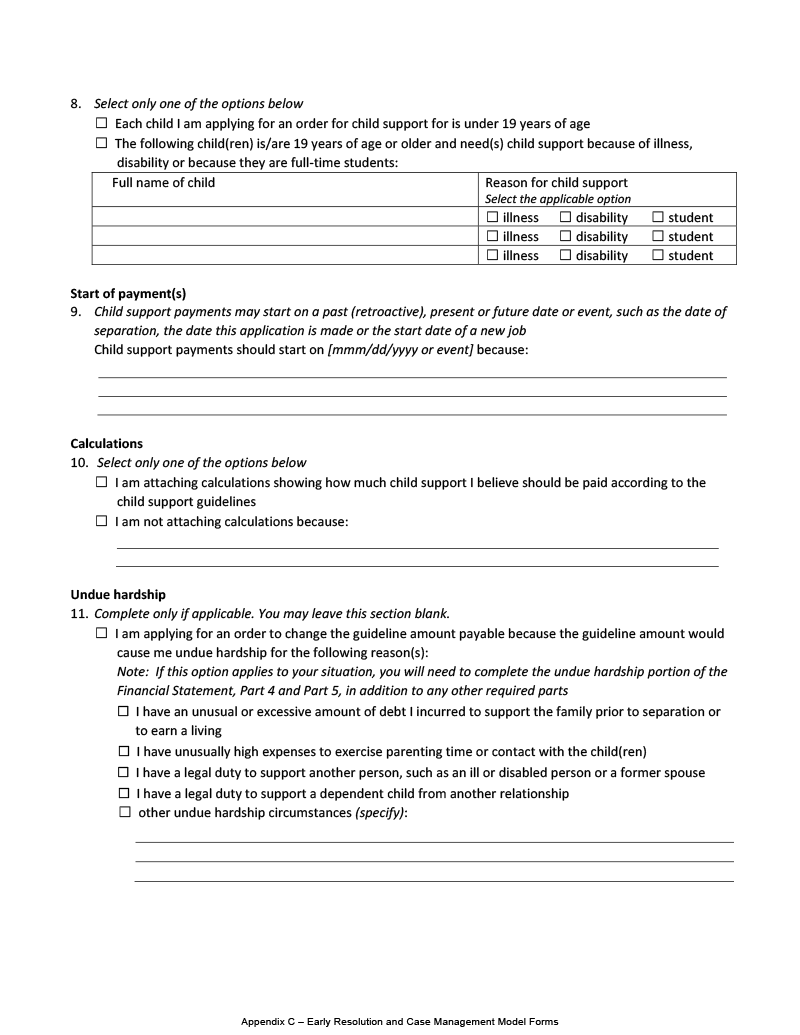 8. Select only one of the options below
☐ Each child I am applying for an order for child support for is under 19 years of age
☐ The following child(ren) is/are 19 years of age or older and need(s) child support because of illness,
disability or because they are full-time students:
Full name of child Reason for child support
Select the applicable option
☐ illness ☐ disability ☐ student
☐ illness ☐ disability ☐ student
☐ illness ☐ disability ☐ student
Start of payment(s)
9. Child support payments may start on a past (retroactive), present or future date or event, such as the date of
separation, the date this application is made or the start date of a new job
Child support payments should start on [mmm/dd/yyyy or event] because:
Calculations
10. Select only one of the options below
☐ I am attaching calculations showing how much child support I believe should be paid according to the
child support guidelines
☐ I am not attaching calculations because:
Undue hardship
11. Complete only if applicable. You may leave this section blank.
☐ I am applying for an order to change the guideline amount payable because the guideline amount would
cause me undue hardship for the following reason(s):
Note: If this option applies to your situation, you will need to complete the undue hardship portion of the
Financial Statement, Part 4 and Part 5, in addition to any other required parts
☐ I have an unusual or excessive amount of debt I incurred to support the family prior to separation or
to earn a living
☐ I have unusually high expenses to exercise parenting time or contact with the child(ren)
☐ I have a legal duty to support another person, such as an ill or disabled person or a former spouse
☐ I have a legal duty to support a dependent child from another relationship
☐ other undue hardship circumstances (specify):
Appendix C – Early Resolution and Case Management Model Forms